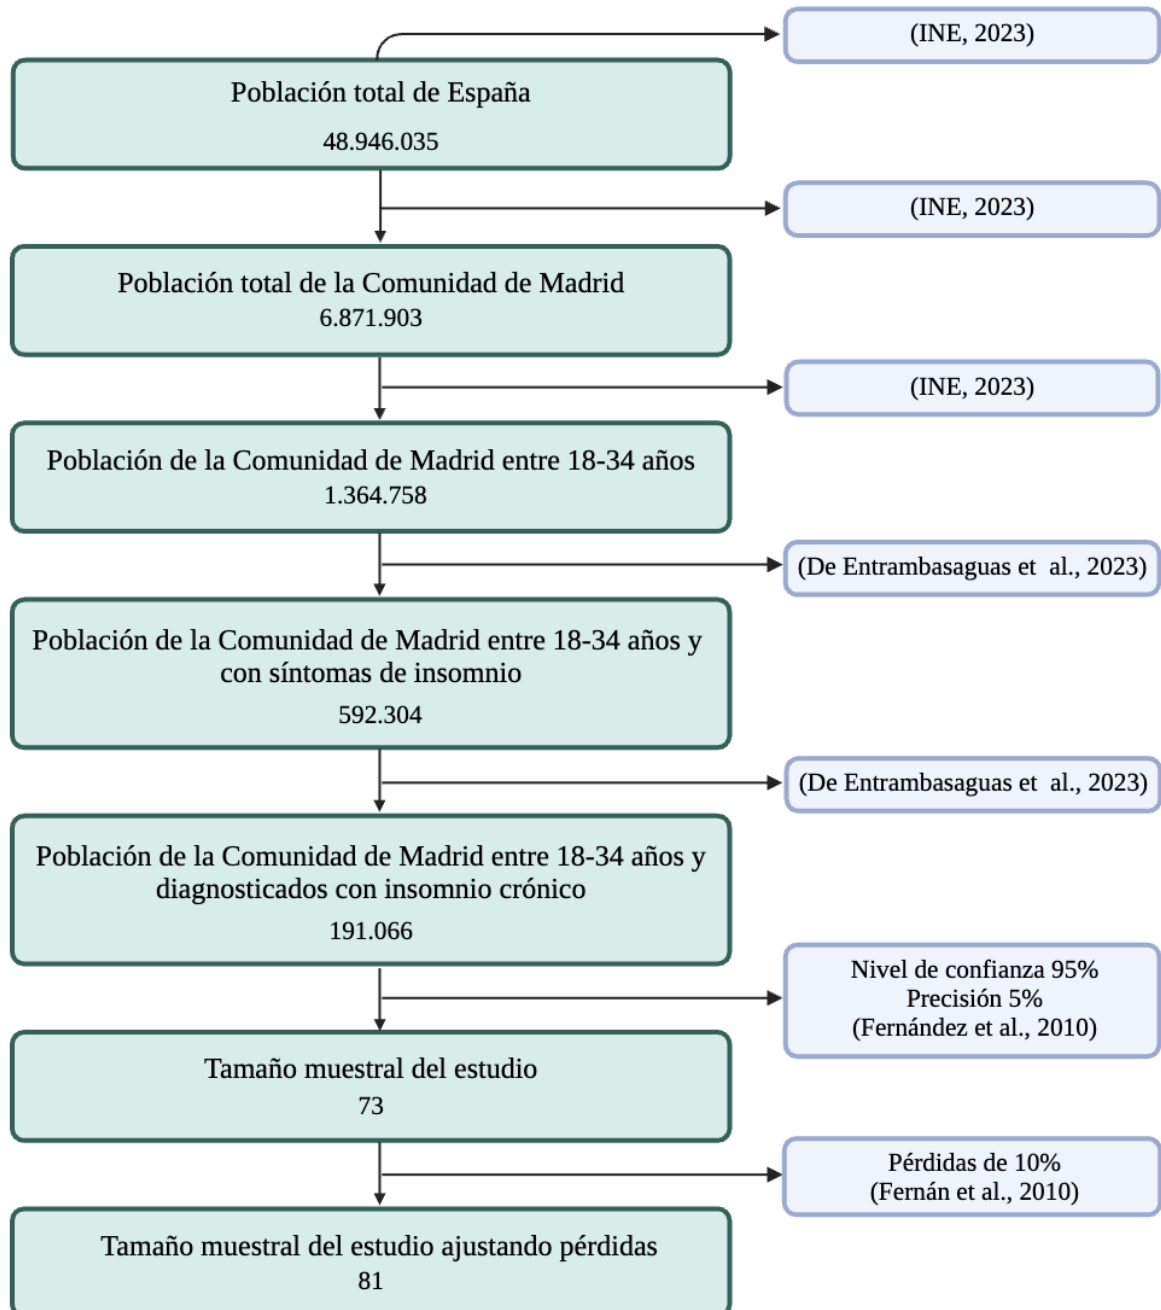 (INE, 2023)
Población total de España
48.946.035
(INE, 2023)
Población total de la Comunidad de Madrid
6.871.903
(INE, 2023)
Población de la Comunidad de Madrid entre 18-34 años
1.364.758
(De Entrambasaguas et al., 2023)
Población de la Comunidad de Madrid entre 18-34 años y
con síntomas de insomnio
592.304
(De Entrambasaguas et al., 2023)
Población de la Comunidad de Madrid entre 18-34 años y
diagnosticados con insomnio crónico
191.066
Nivel de confianza 95%
Precisión 5%
(Fernández et al., 2010)
Tamaño muestral del estudio
73
Pérdidas de 10%
(Fernán et al., 2010)
Tamaño muestral del estudio ajustando pérdidas
81